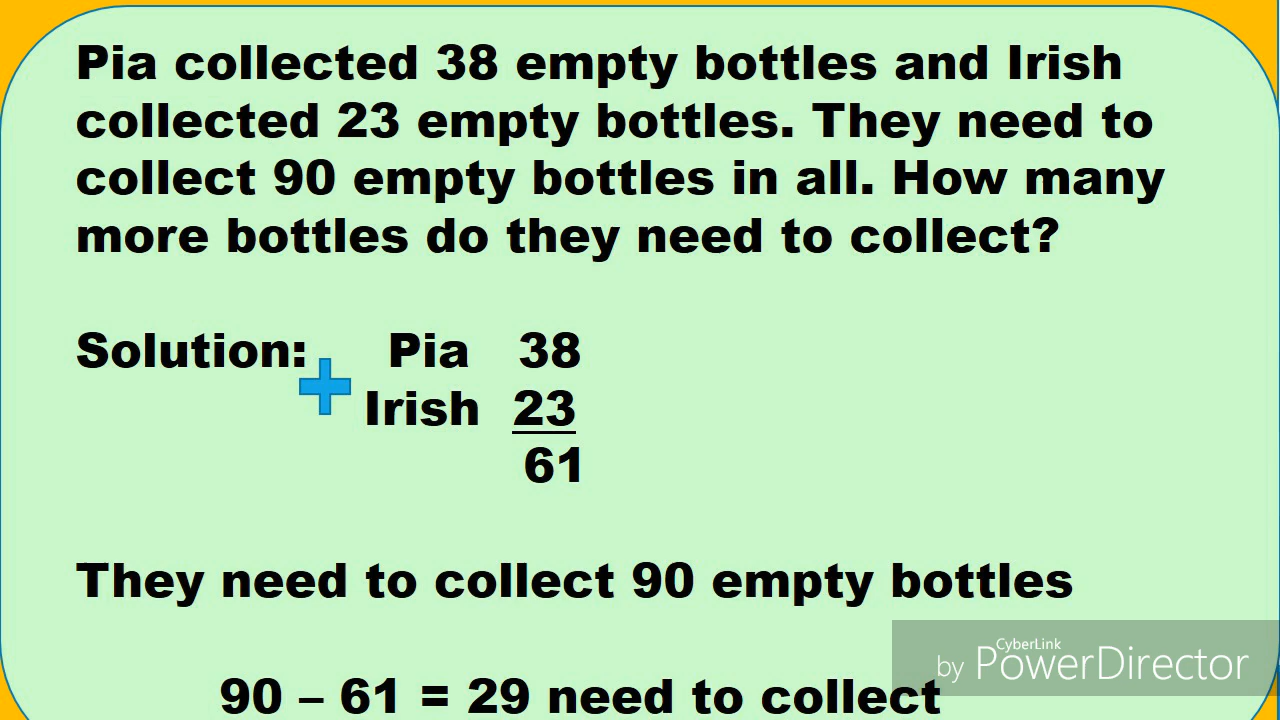 Pia collected 38 empty bottles and Irish
collected 23 empty bottles. They need to
collect 90 empty bottles in all. How many
more bottles do they need to collect?
Solution: Pia 38
+ Irish 23
61
They need to collect 90 empty bottles
CyberLink
by PowerDirector
90 – 61 = 29 need to collect